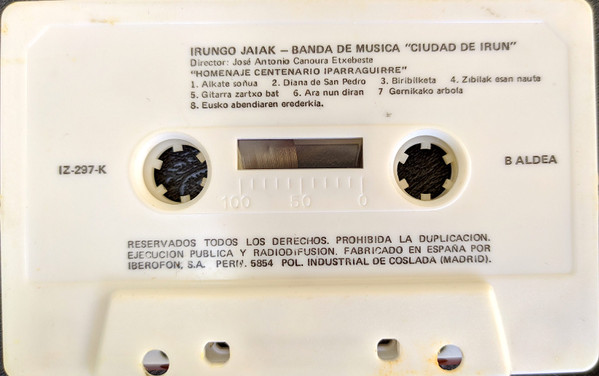 IRUNGO JAIAK – BANDA DE MUSICA "CIUDAD DE IRUN"
Director: José Antonio Canoura Etxebeste
"HOMENAJE CENTENARIO IPARRAGUIRRE"
1. Alkate soñua 2. Diana de San Pedro 3. Biribilketa 4. Zibilak esan naute
5. Gitarra zartxo bat 6. Ara nun diran 7 Gernikako arbola
8. Eusko abendiaren ereserkia.
IZ-297-K
B ALDEA
100 50 0
RESERVADOS TODOS LOS DERECHOS. PROHIBIDA LA DUPLICACION.
EJECUCION PUBLICA Y RADIODIFUSION. FABRICADO EN ESPAÑA POR
IBEROFON, S.A. PERM. 5854 POL. INDUSTRIAL DE COSLADA (MADRID).